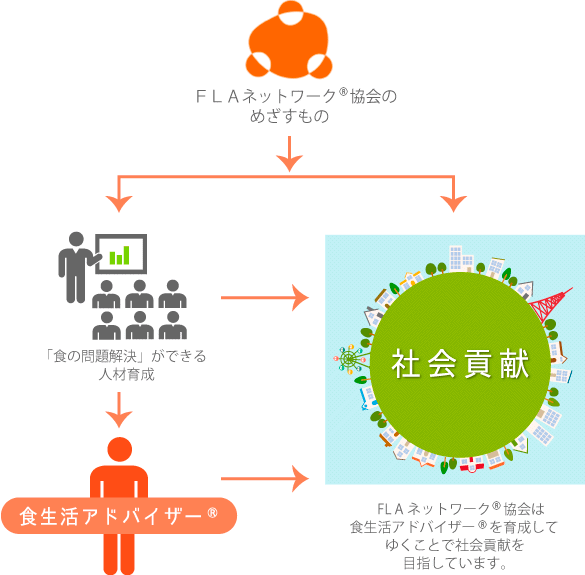 FLAネットワーク®協会の
めざすもの
「食の問題解決」ができる
人材育成
社会貢献
食生活アドバイザー®
FLAネットワーク®協会は
食生活アドバイザー®を育成して
ゆくことで社会貢献を
目指しています。